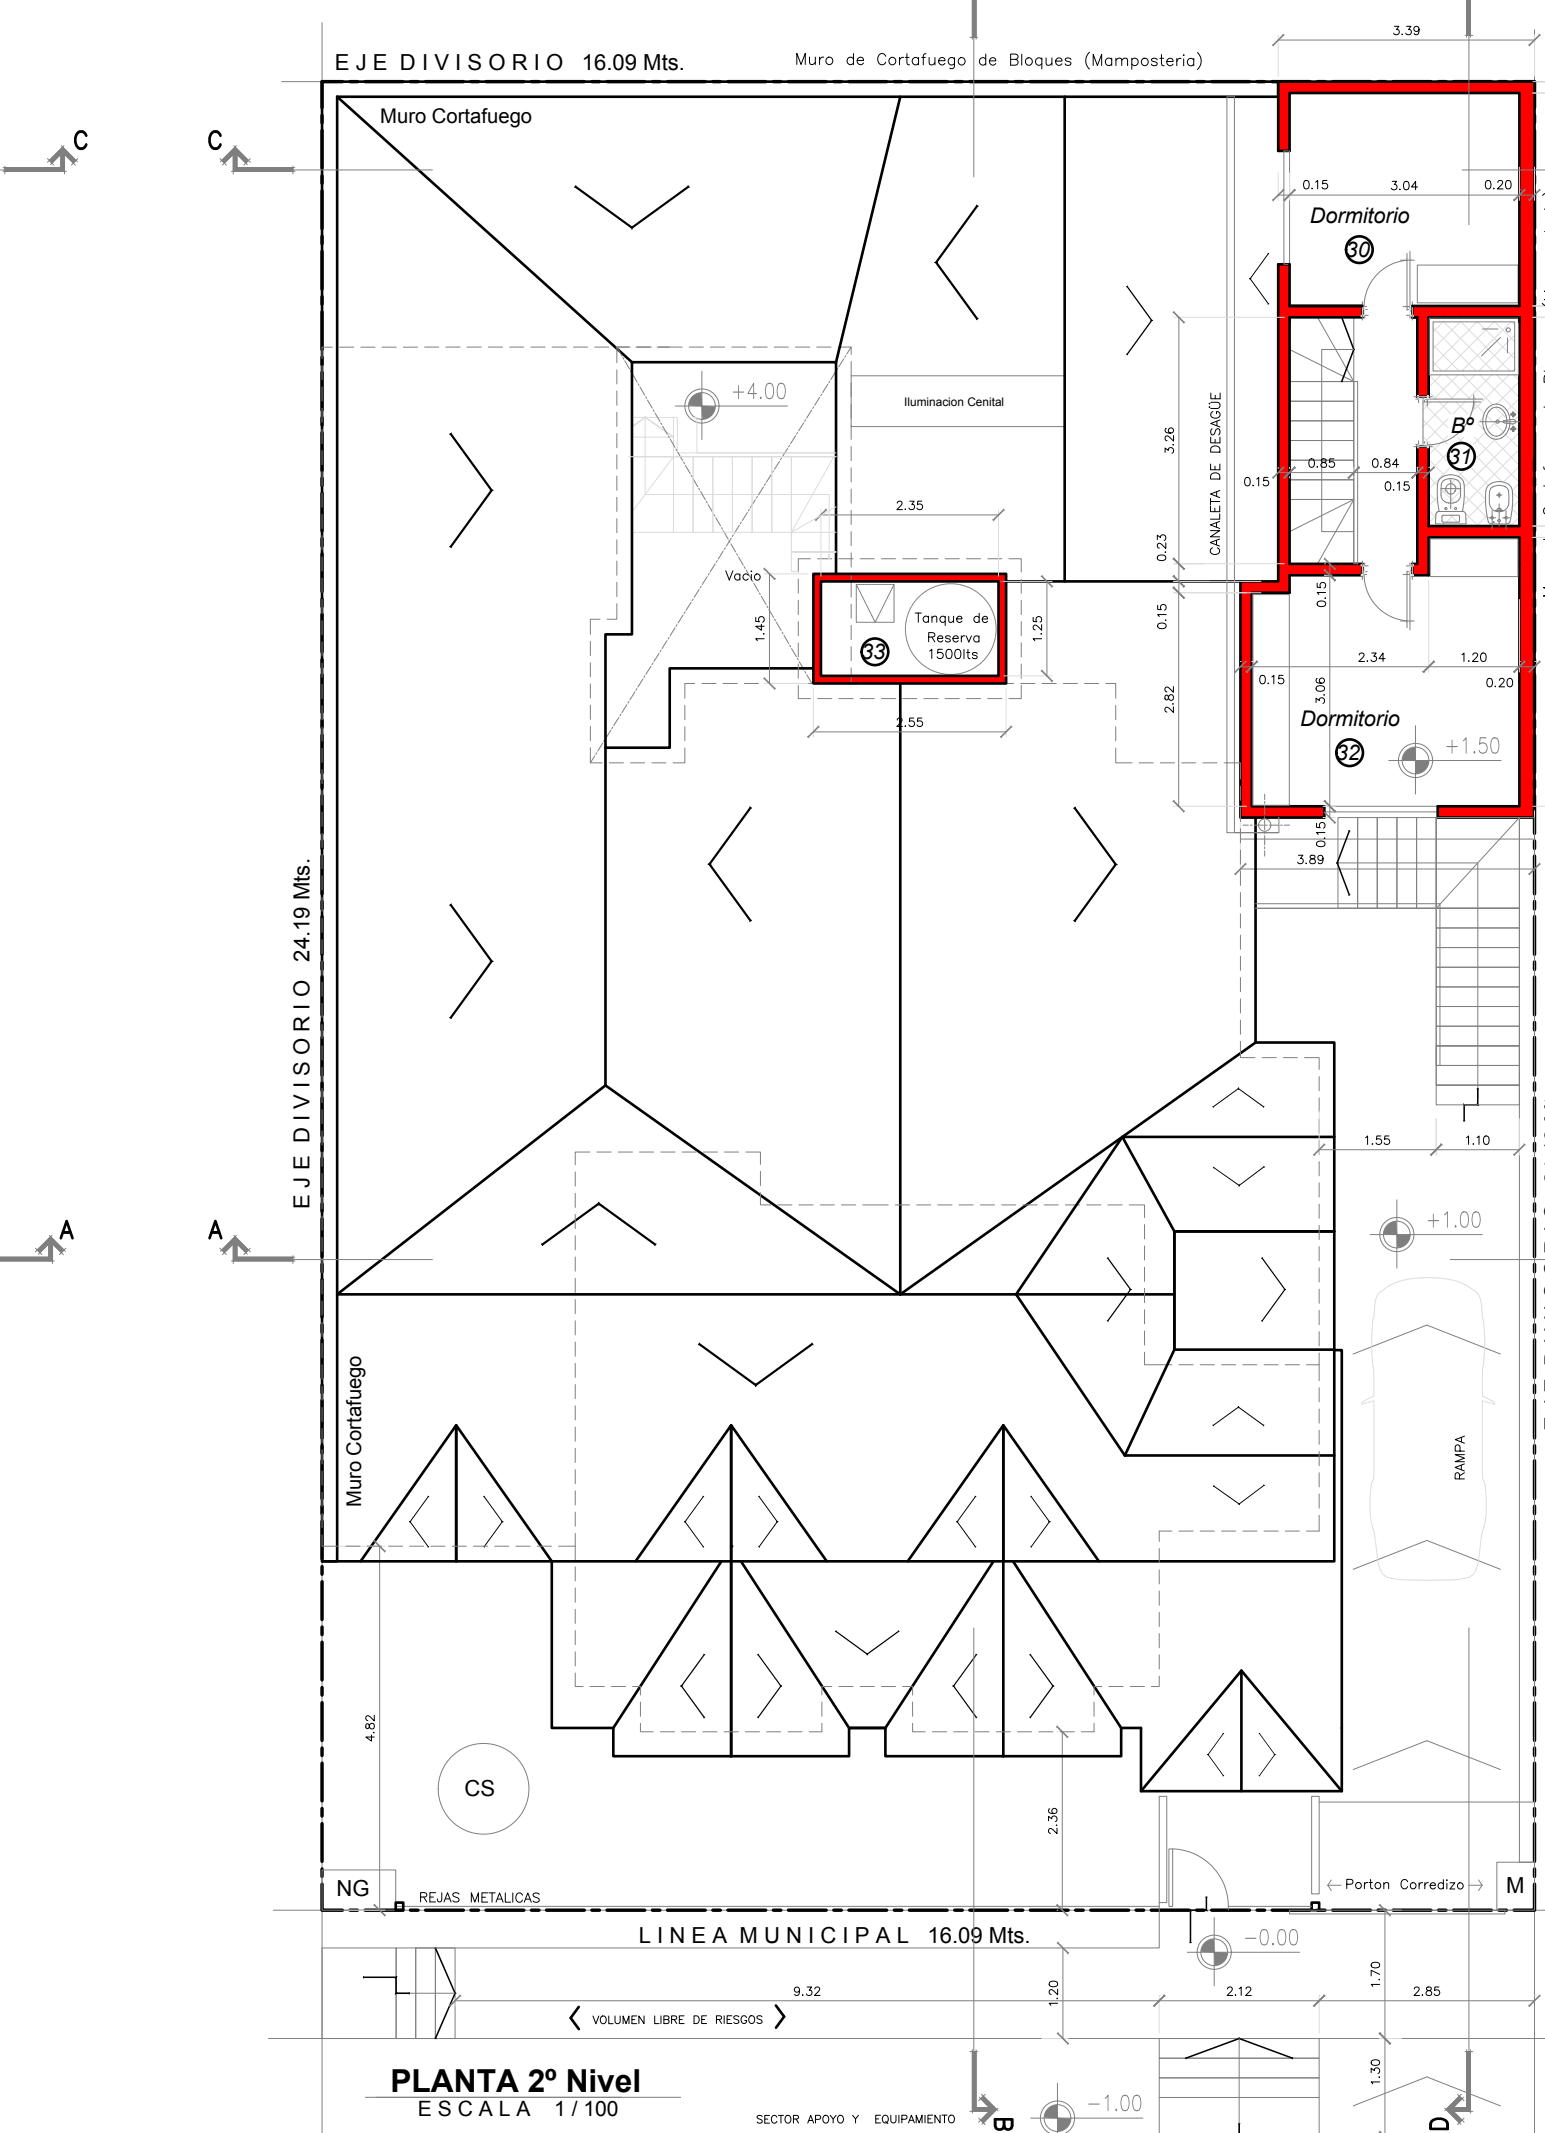 3.39
EJE DIVISORIO 16.09 Mts.
Muro de Cortafuego de Bloques (Mamposteria)
Muro Cortafuego
C
C
0.15
3.04
0.20
Dormitorio
30
+4.00
Iluminacion Cenital
CANALETA DE DESAGÜE
3.26
Bº
31
0.85
0.84
0.15
0.15
2.35
0.23
Vacio
1.45
Tanque de
Reserva
1500lts
33
1.25
0.15
0.15
2.34
1.20
0.15
0.20
3.06
2.82
Dormitorio
32
2.55
+1.50
0.15
3.89
EJE DIVISORIO 24.19 Mts.
1.55
1.10
A
A
+1.00
Muro Cortafuego
RAMPA
4.82
CS
2.36
NG
REJAS METALICAS
Porton Corredizo
M
LINEA MUNICIPAL 16.09 Mts.
-0.00
9.32
1.20
2.12
1.70
2.85
VOLUMEN LIBRE DE RIESGOS
PLANTA 2º Nivel
ESCALA 1/100
1.30
SECTOR APOYO Y EQUIPAMIENTO
B
-1.00
D